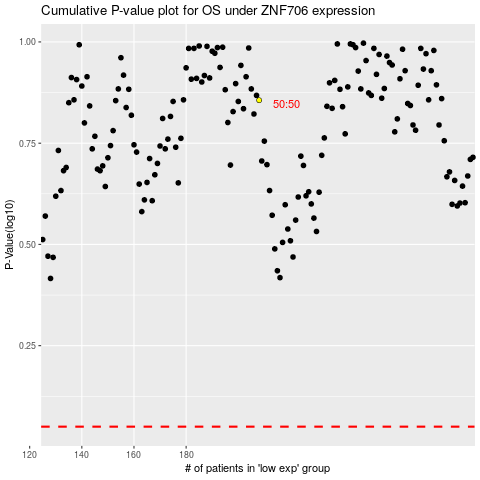 Cumulative P-value plot for OS under ZNF706 expression
P-Value(log10)
1.00
0.75
0.50
0.25
50:50
120 140 160 180
# of patients in 'low exp' group